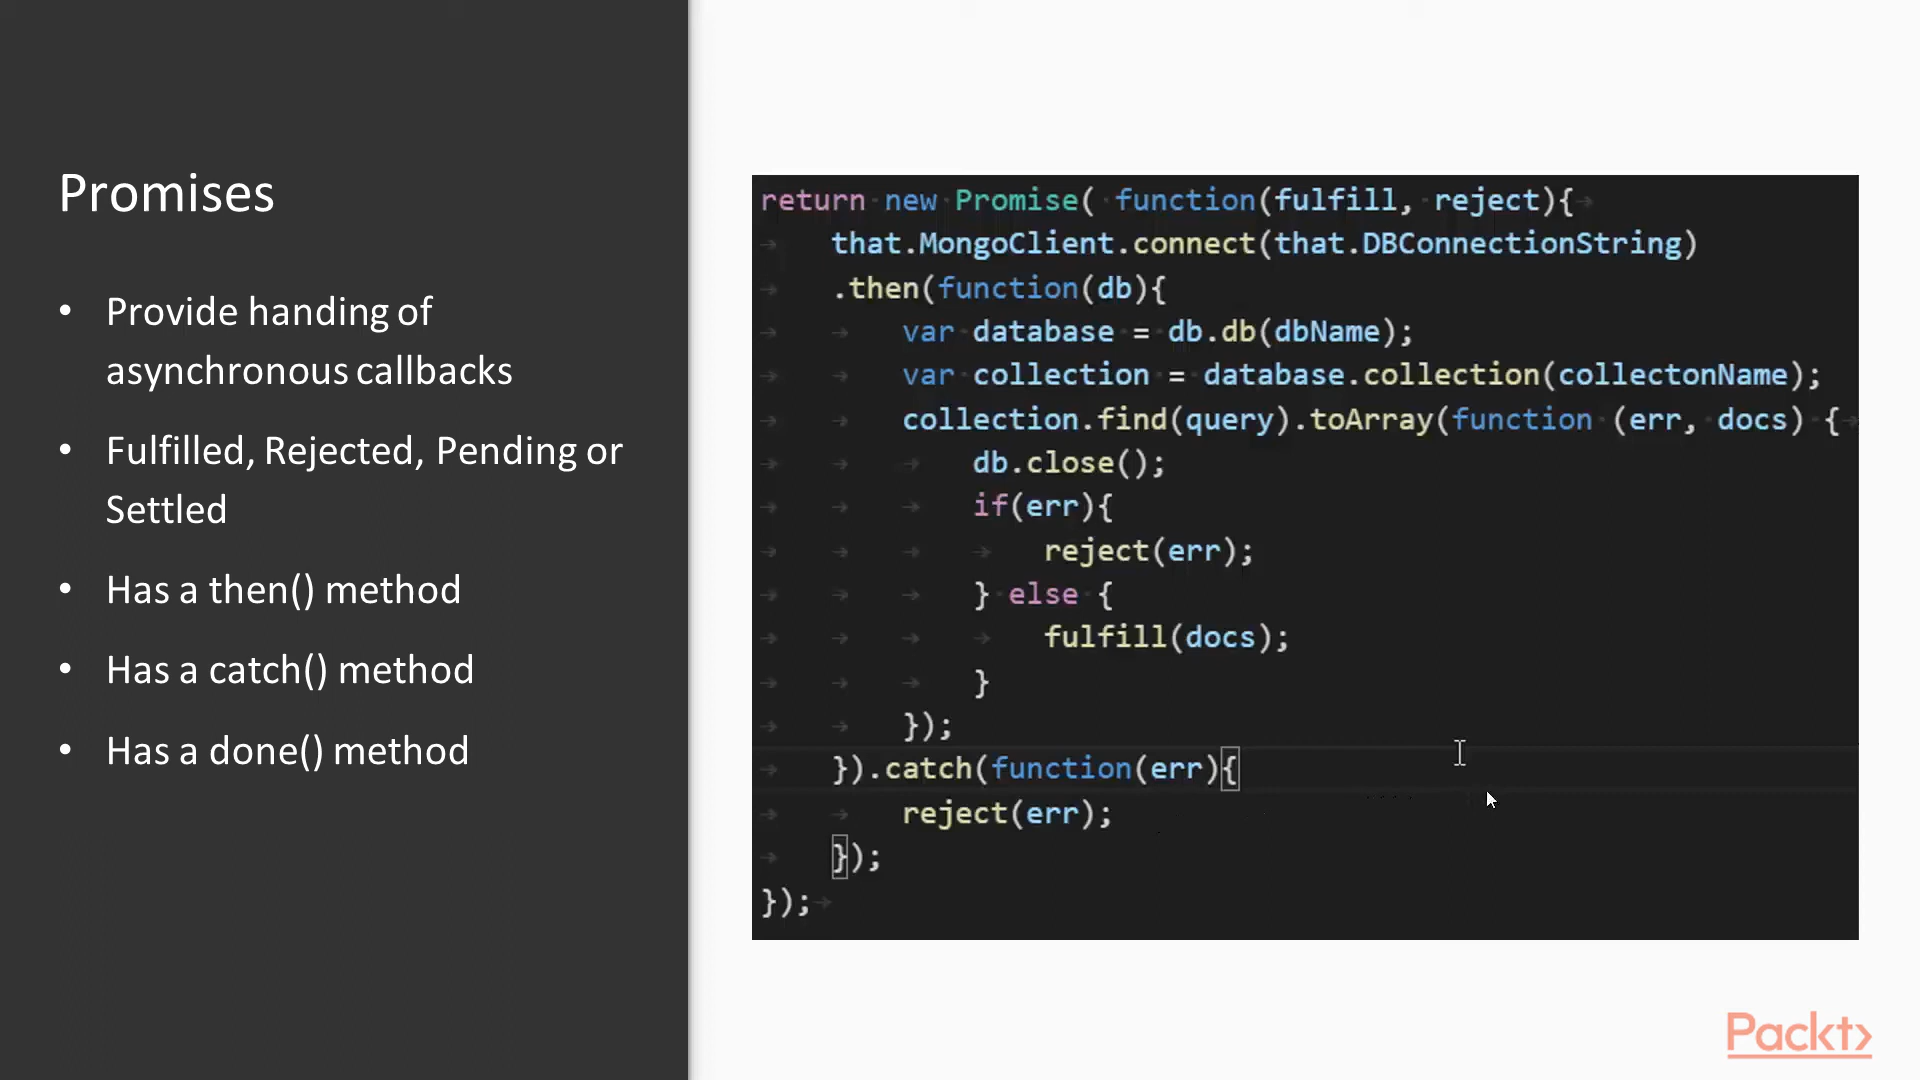 Promises
• Provide handing of
asynchronous callbacks
• Fulfilled, Rejected, Pending or
Settled
• Has a then() method
• Has a catch() method
• Has a done() method
return new Promise( function(fulfill, reject){
that.MongoClient.connect(that.DBConnectionString)
.then(function(db){
var database = db.db(dbName);
var collection = database.collection(collectonName);
collection.find(query).toArray(function (err, docs) {
db.close();
if(err){
reject(err);
} else {
fulfill(docs);
}
});
}).catch(function(err){
reject(err);
});
});
Packt>